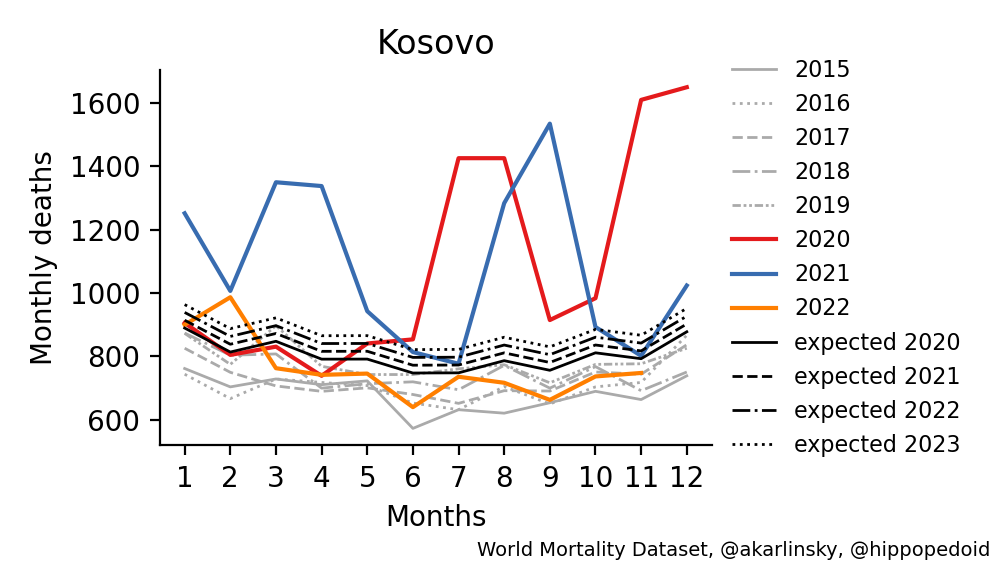 Kosovo
Monthly deaths
1600
1400
1200
1000
800
600
1 2 3 4 5 6 7 8 9 10 11 12
Months
2015
2016
2017
2018
2019
2020
2021
2022
expected 2020
expected 2021
expected 2022
expected 2023
World Mortality Dataset, @akarlinsky, @hippopedoid